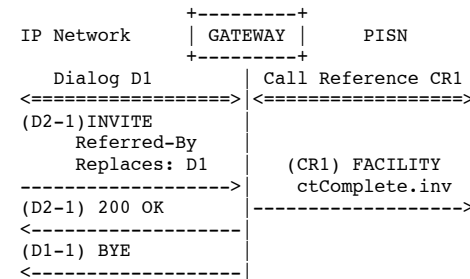 +---------+
IP Network | GATEWAY | PISN
+---------+
Dialog D1 | Call Reference CR1
<===================>|<===================>
(D2-1)INVITE |
Referred-By |
Replaces: D1 | (CR1) FACILITY
------------------->| ctComplete.inv
(D2-1) 200 OK |------------------->
<-------------------|
(D1-1) BYE |
<-------------------|